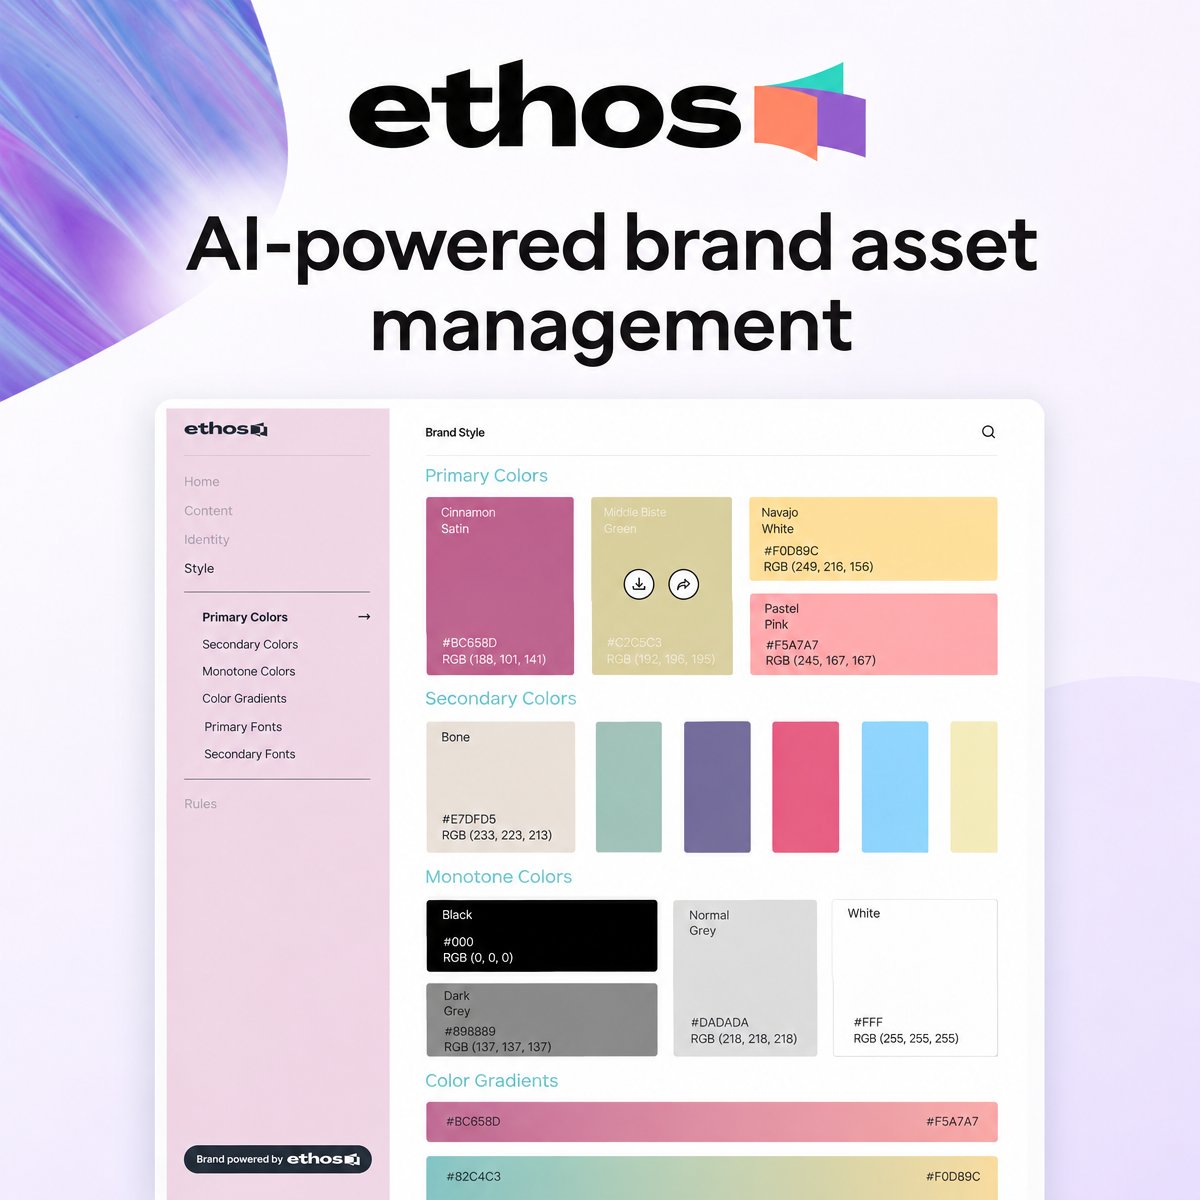 ethos
AI-powered brand asset
management
ethos
Home
Content
Identity
Style
Primary Colors
Secondary Colors
Monotone Colors
Color Gradients
Primary Fonts
Secondary Fonts
Rules
Brand powered by ethos
Brand Style
Primary Colors
Cinnamon
Satin
#BC658D
RGB (188, 101, 141)
Middle Biste
Green
#C2C5C3
RGB (192, 196, 195)
Navajo
White
#F0D89C
RGB (249, 216, 156)
Pastel
Pink
#F5A7A7
RGB (245, 167, 167)
Secondary Colors
Bone
#E7DFD5
RGB (233, 223, 213)
Monotone Colors
Black
#000
RGB (0, 0, 0)
Dark
Grey
#898889
RGB (137, 137, 137)
Normal
Grey
#DADADA
RGB (218, 218, 218)
White
#FFF
RGB (255, 255, 255)
Color Gradients
#BC658D
#F5A7A7
#82C4C3
#F0D89C